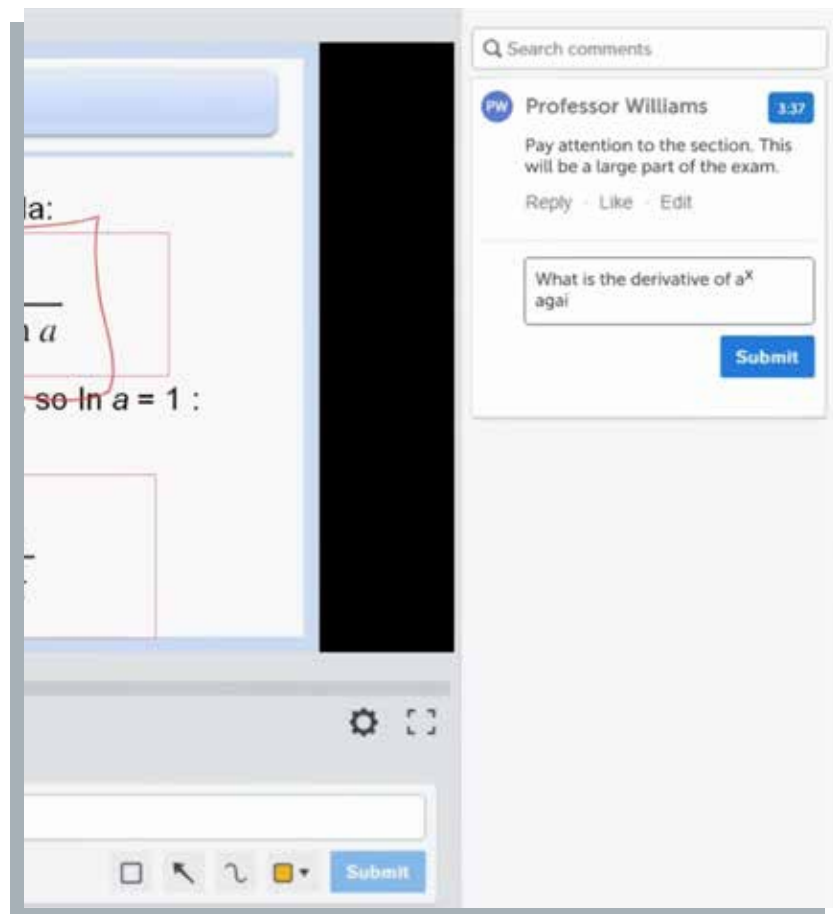 Search comments
PW Professor Williams 3:37
Pay attention to the section. This
will be a large part of the exam.
Reply · Like · Edit
What is the derivative of aˣ
agai
Submit
la:
a
so ln a = 1 :
Submit